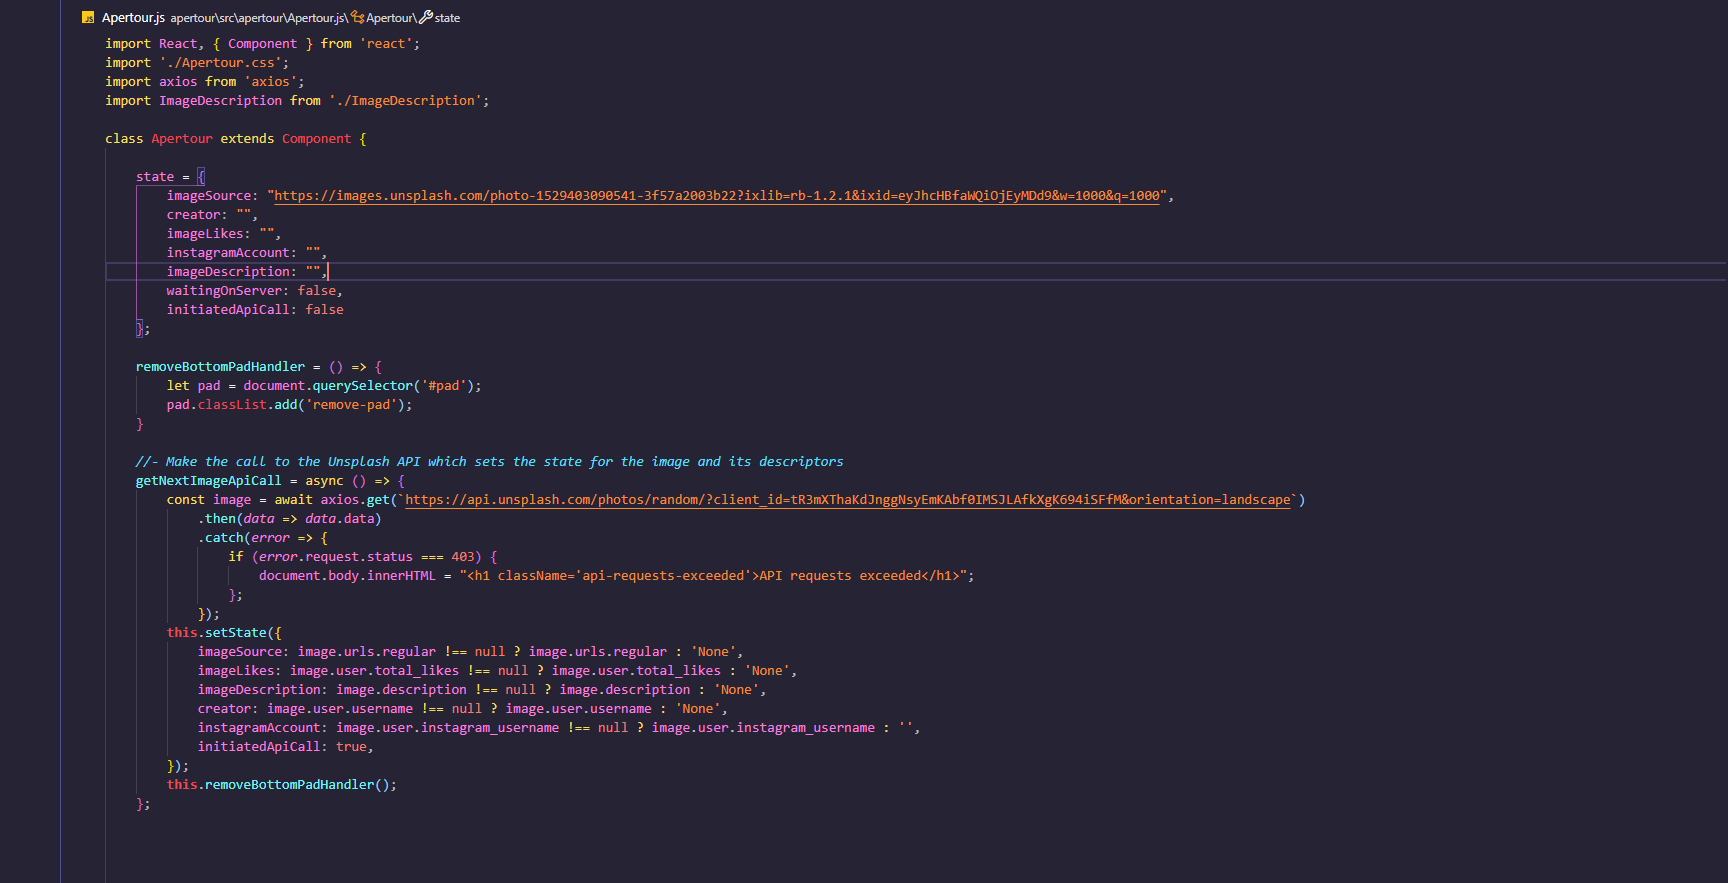 JS Apertour.js apertour\src\apertour\Apertour.js\Apertour\state
import React, { Component } from 'react';
import './Apertour.css';
import axios from 'axios';
import ImageDescription from './ImageDescription';
class Apertour extends Component {
state = {
imageSource: "https://images.unsplash.com/photo-1529403090541-3f57a2003b22?ixlib=rb-1.2.1&ixid=eyJhcHBfaWQiOjEyMDd9&w=1000&q=1000",
creator: "",
imageLikes: "",
instagramAccount: "",
imageDescription: "",
waitingOnServer: false,
initiatedApiCall: false
};
removeBottomPadHandler = () => {
let pad = document.querySelector('#pad');
pad.classList.add('remove-pad');
}
//- Make the call to the Unsplash API which sets the state for the image and its descriptors
getNextImageApiCall = async () => {
const image = await axios.get(`https://api.unsplash.com/photos/random/?client_id=tR3mXThaKdJnggNsyEmKAbf0IMSJLAfkXgK694iSFfM&orientation=landscape`)
.then(data => data.data)
.catch(error => {
if (error.request.status === 403) {
document.body.innerHTML = "<h1 className='api-requests-exceeded'>API requests exceeded</h1>";
};
});
this.setState({
imageSource: image.urls.regular !== null ? image.urls.regular : 'None',
imageLikes: image.user.total_likes !== null ? image.user.total_likes : 'None',
imageDescription: image.description !== null ? image.description : 'None',
creator: image.user.username !== null ? image.user.username : 'None',
instagramAccount: image.user.instagram_username !== null ? image.user.instagram_username : '',
initiatedApiCall: true,
});
this.removeBottomPadHandler();
};